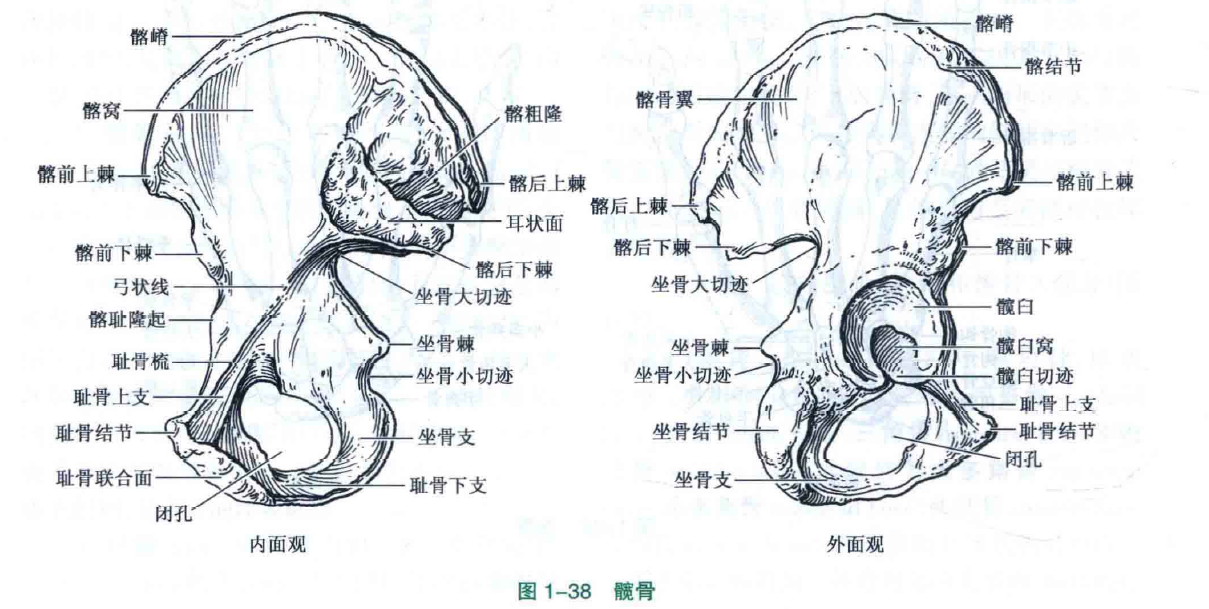 髂嵴
髂窝
髂前上棘
髂前下棘
弓状线
髂耻隆起
耻骨梳
耻骨上支
耻骨结节
耻骨联合面
闭孔
髂粗隆
髂后上棘
耳状面
髂后下棘
坐骨大切迹
坐骨棘
坐骨小切迹
坐骨支
耻骨下支
内面观
髂骨翼
髂后上棘
髂后下棘
坐骨大切迹
坐骨棘
坐骨小切迹
坐骨结节
坐骨支
髂嵴
髂结节
髂前上棘
髂前下棘
髋臼
髋臼窝
髋臼切迹
耻骨上支
耻骨结节
闭孔
外面观
图 1-38 髋骨